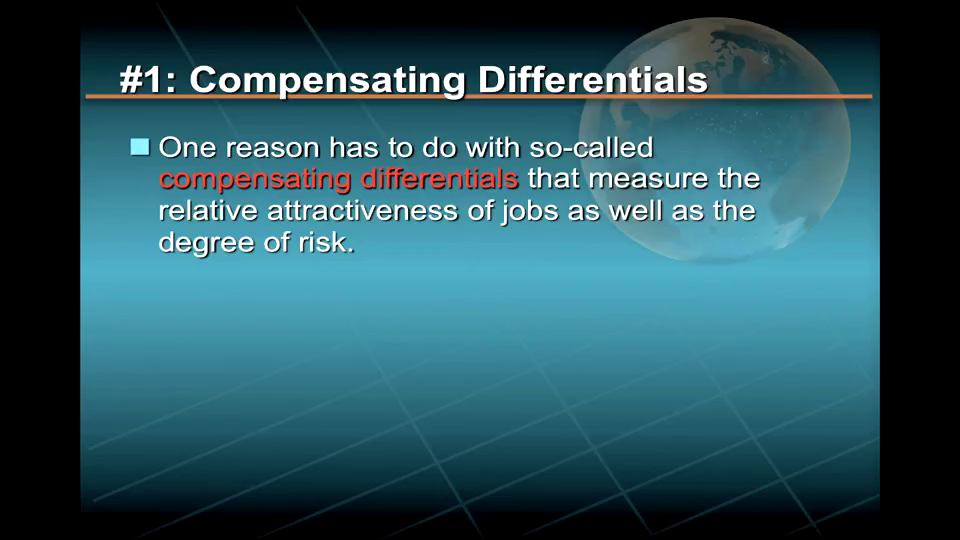 #1: Compensating Differentials
One reason has to do with so-called
compensating differentials that measure the
relative attractiveness of jobs as well as the
degree of risk.